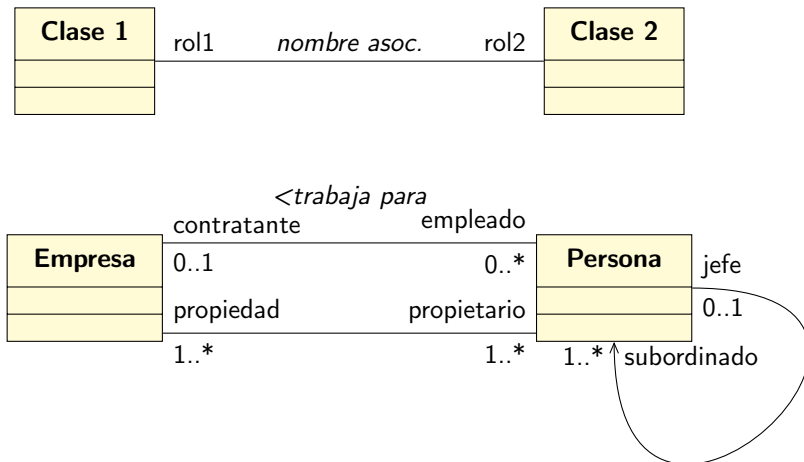 Clase 1
rol1 nombre asoc. rol2
Clase 2
<trabaja para
contratante empleado
Empresa
0..1 0..*
Persona
jefe
0..1
propiedad propietario
1..* 1..*
1..* subordinado